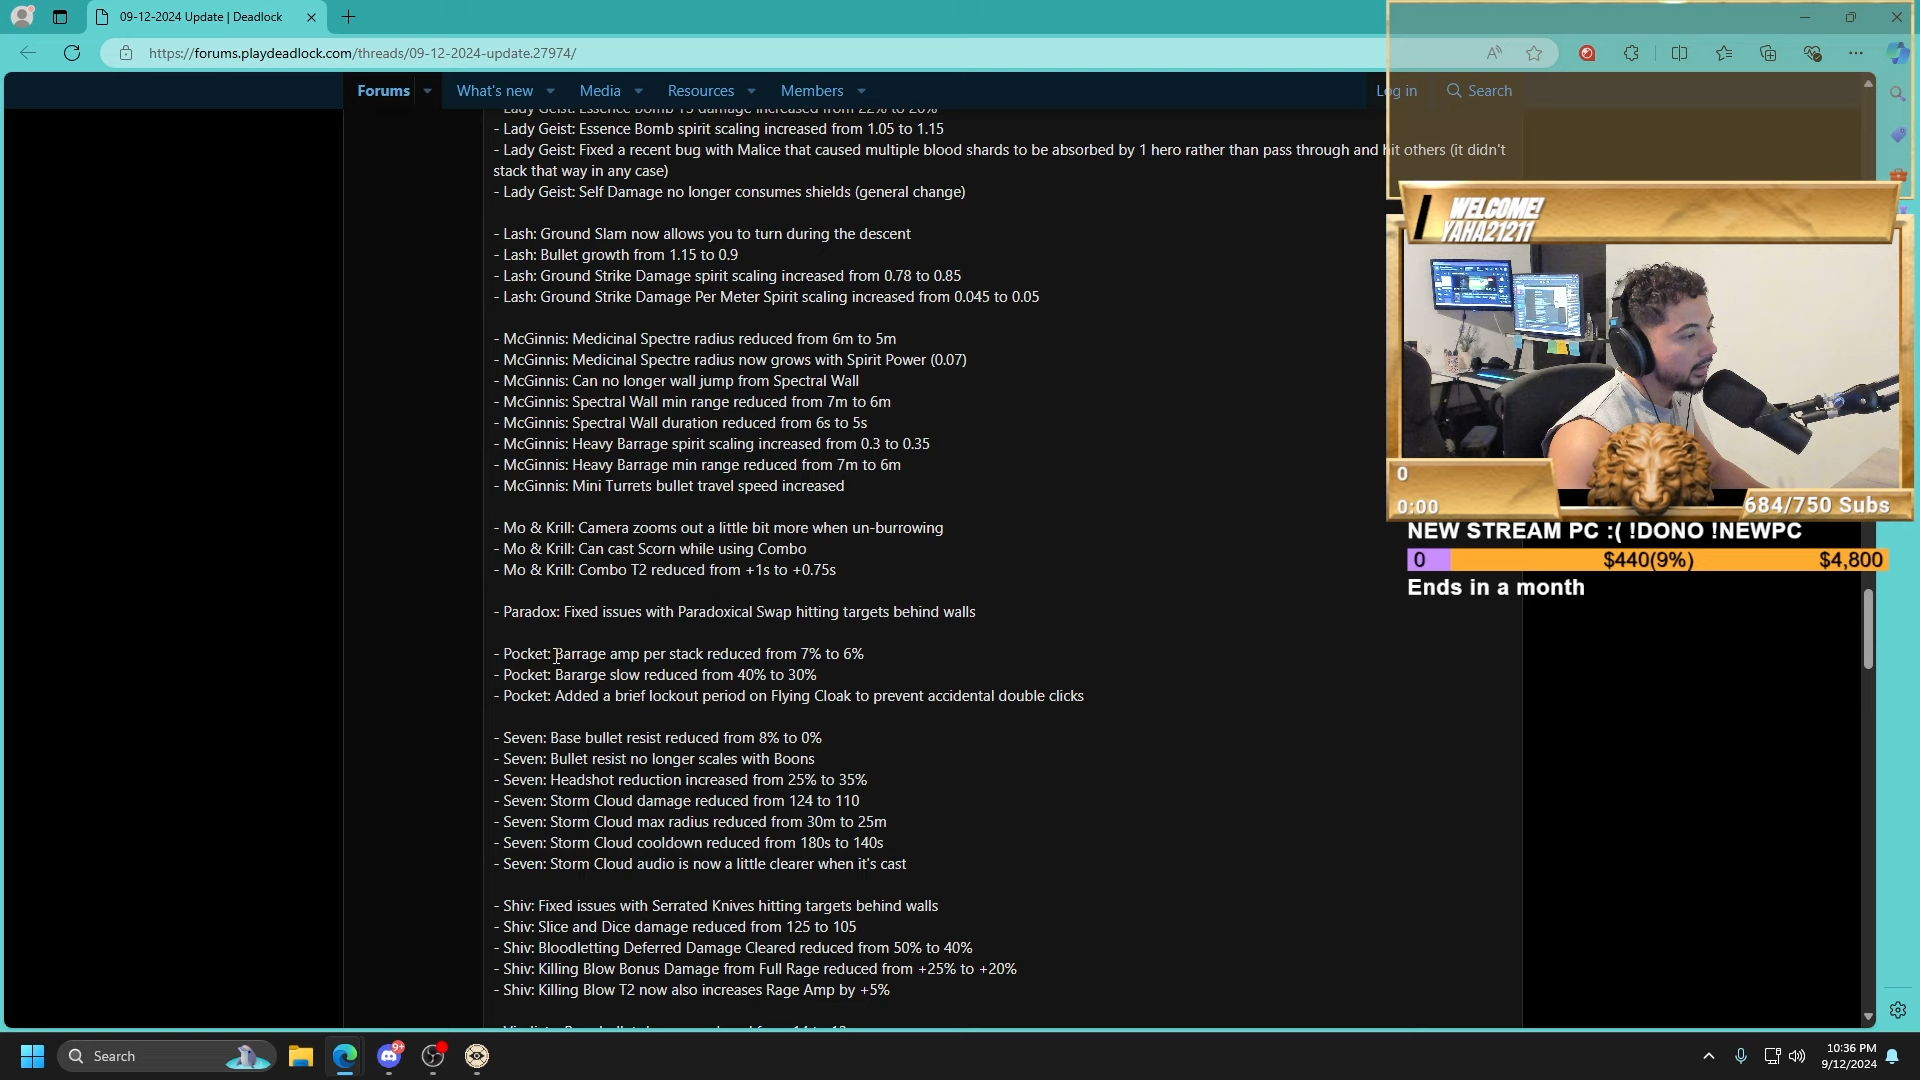 09-12-2024 Update | Deadlock
https://forums.playdeadlock.com/threads/09-12-2024-update.27974/
Forums
What's new
Media
Resources
Members
Log in
Search
- Lady Geist: Essence Bomb T3 damage increased from 22% to 26%
- Lady Geist: Essence Bomb spirit scaling increased from 1.05 to 1.15
- Lady Geist: Fixed a recent bug with Malice that caused multiple blood shards to be absorbed by 1 hero rather than pass through and hit others (it didn't
stack that way in any case)
- Lady Geist: Self Damage no longer consumes shields (general change)
- Lash: Ground Slam now allows you to turn during the descent
- Lash: Bullet growth from 1.15 to 0.9
- Lash: Ground Strike Damage spirit scaling increased from 0.78 to 0.85
- Lash: Ground Strike Damage Per Meter Spirit scaling increased from 0.045 to 0.05
- McGinnis: Medicinal Spectre radius reduced from 6m to 5m
- McGinnis: Medicinal Spectre radius now grows with Spirit Power (0.07)
- McGinnis: Can no longer wall jump from Spectral Wall
- McGinnis: Spectral Wall min range reduced from 7m to 6m
- McGinnis: Spectral Wall duration reduced from 6s to 5s
- McGinnis: Heavy Barrage spirit scaling increased from 0.3 to 0.35
- McGinnis: Heavy Barrage min range reduced from 7m to 6m
- McGinnis: Mini Turrets bullet travel speed increased
- Mo & Krill: Camera zooms out a little bit more when un-burrowing
- Mo & Krill: Can cast Scorn while using Combo
- Mo & Krill: Combo T2 reduced from +1s to +0.75s
- Paradox: Fixed issues with Paradoxical Swap hitting targets behind walls
- Pocket: Barrage amp per stack reduced from 7% to 6%
- Pocket: Bararge slow reduced from 40% to 30%
- Pocket: Added a brief lockout period on Flying Cloak to prevent accidental double clicks
- Seven: Base bullet resist reduced from 8% to 0%
- Seven: Bullet resist no longer scales with Boons
- Seven: Headshot reduction increased from 25% to 35%
- Seven: Storm Cloud damage reduced from 124 to 110
- Seven: Storm Cloud max radius reduced from 30m to 25m
- Seven: Storm Cloud cooldown reduced from 180s to 140s
- Seven: Storm Cloud audio is now a little clearer when it's cast
- Shiv: Fixed issues with Serrated Knives hitting targets behind walls
- Shiv: Slice and Dice damage reduced from 125 to 105
- Shiv: Bloodletting Deferred Damage Cleared reduced from 50% to 40%
- Shiv: Killing Blow Bonus Damage from Full Rage reduced from +25% to +20%
- Shiv: Killing Blow T2 now also increases Rage Amp by +5%
WELCOME!
YAHA21211
0
0:00
684/750 Subs
NEW STREAM PC :( !DONO !NEWPC
0
$440(9%)
$4,800
Ends in a month
Search
9+
10:36 PM
9/12/2024